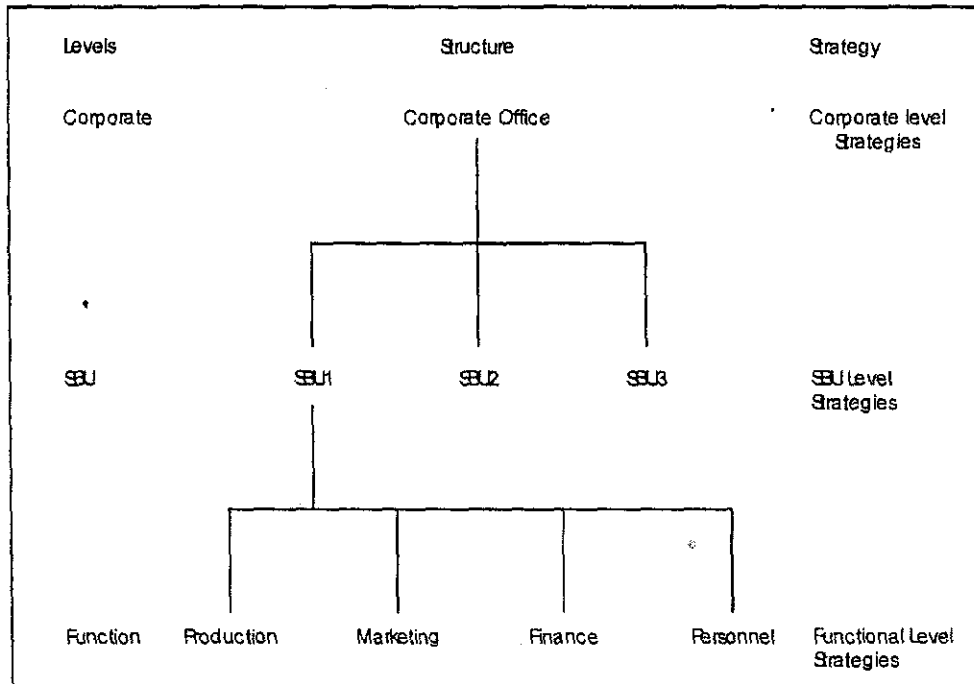 Levels Structure Strategy
Corporate Corporate Office Corporate level
Strategies
SBU SBU1 SBU2 SBU3 SBU Level
Strategies
Function Production Marketing Finance Personnel Functional Level
Strategies